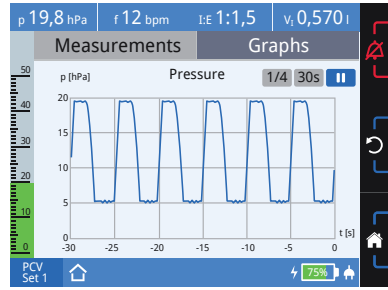 p 19,8 hPa f 12 bpm I:E 1:1,5 VI 0,570 l
Measurements Graphs
p [hPa] Pressure 1/4 30s
50
40
30
20
10
0
20
15
10
5
0
t [s]
-30 -25 -20 -15 -10 -5 0
PCV
Set 1
75%